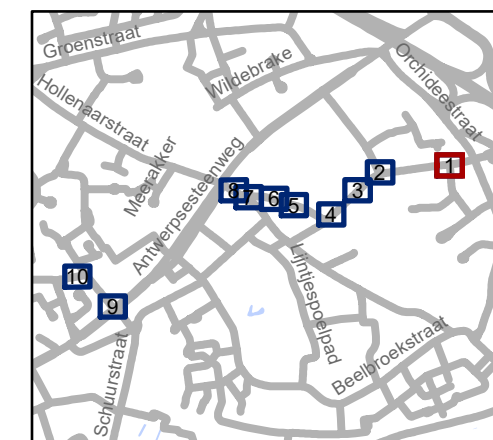 Groenstraat
Orchideestraat
Wildebrake
Hollenaarstraat
Meerakker
Antwerpsesteenweg
1
2
3
8
7
6
5
4
Lijntjespoelpad
10
9
Schuurstraat
Beelbroekstraat